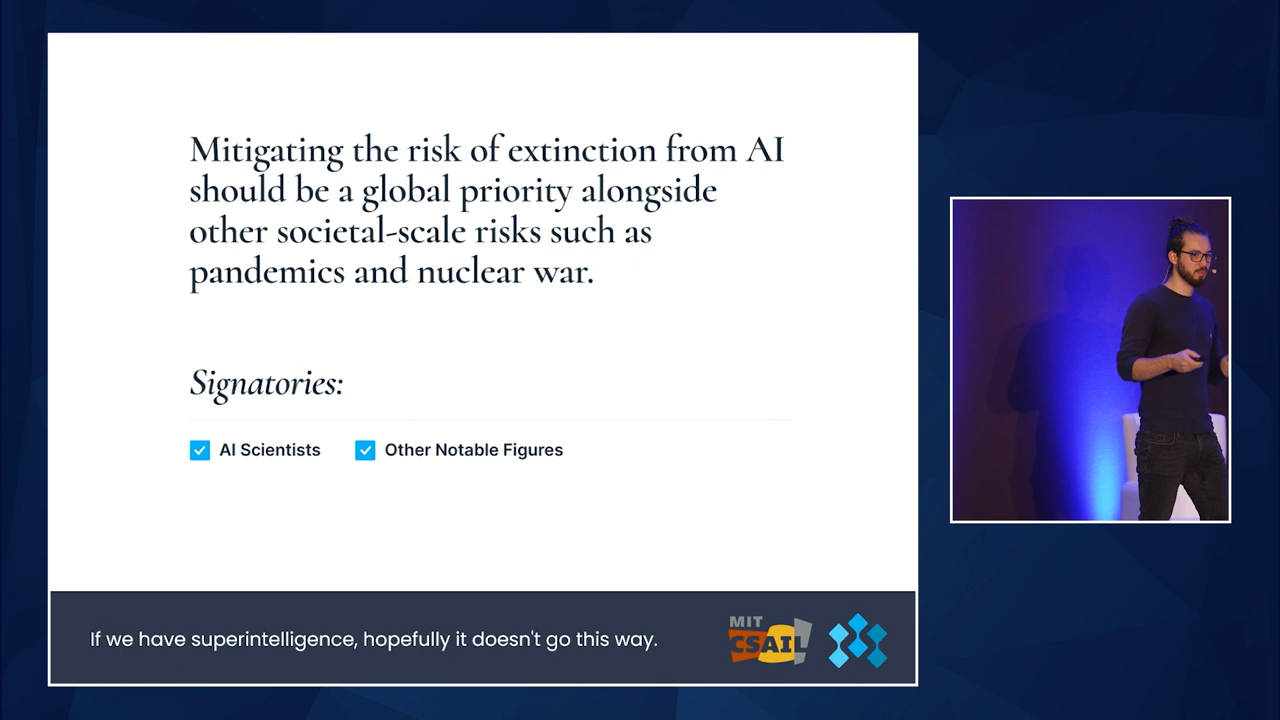 Mitigating the risk of extinction from AI
should be a global priority alongside
other societal-scale risks such as
pandemics and nuclear war.
Signatories:
AI Scientists Other Notable Figures
If we have superintelligence, hopefully it doesn't go this way.
MIT
CSAIL